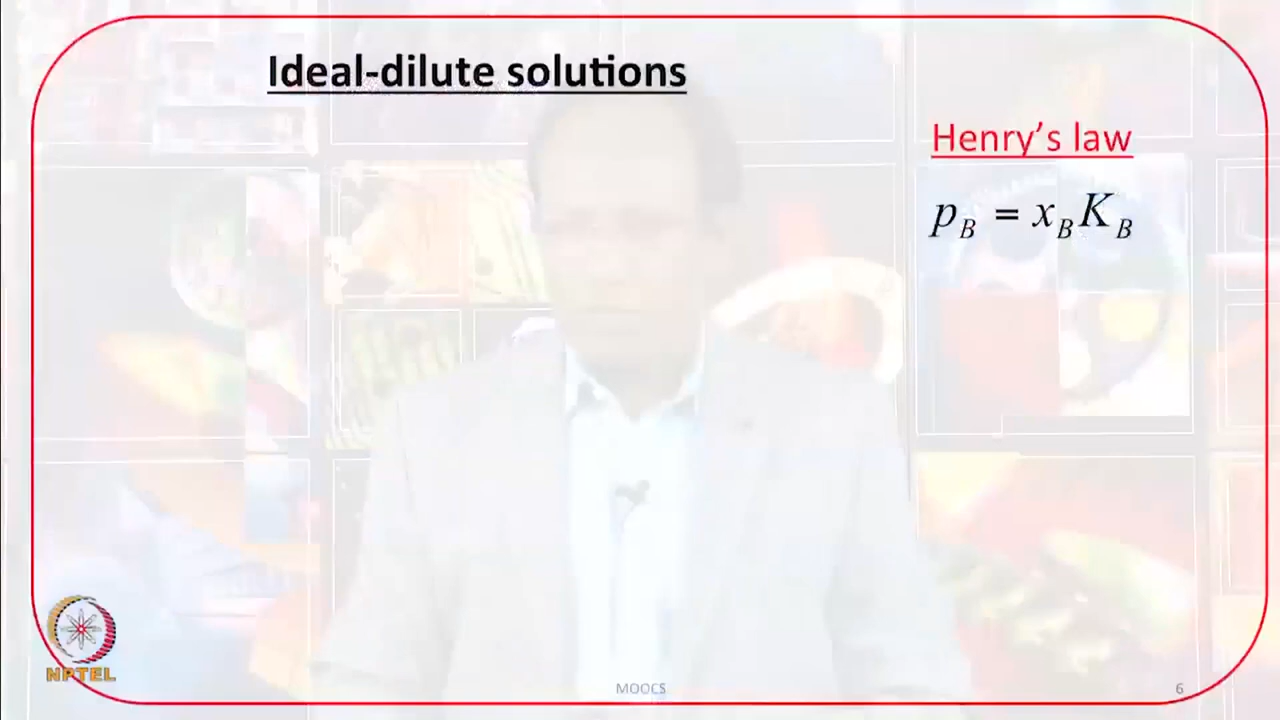 Ideal-dilute solutions
Henry's law
p_B = x_B K_B
NPTEL
MOOCS
6